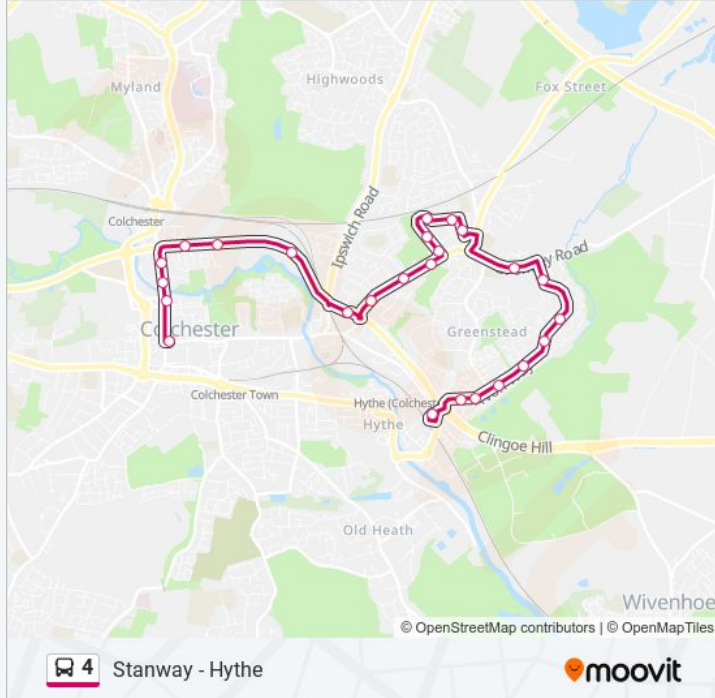 Highwoods
Myland
Fox Street
Colchester
Ipswich Road
y Road
Colchester
Greenstead
Colchester Town
Hythe (Colchest
Hythe
Clingoe Hill
Old Heath
Wivenhoe
© OpenStreetMap contributors | © OpenMapTiles
4 Stanway - Hythe
moovit